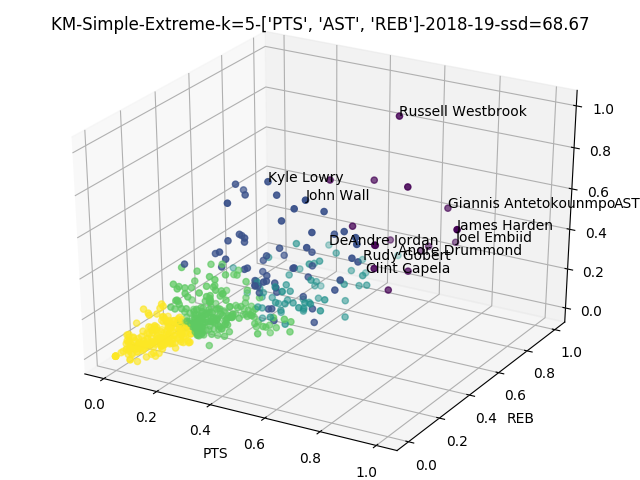 KM-Simple-Extreme-k=5-['PTS', 'AST', 'REB']-2018-19-ssd=68.67
Russell Westbrook
Kyle Lowry
John Wall
Giannis Antetokounmpo
AST
James Harden
Joel Embiid
DeAndre Jordan
Andre Drummond
Rudy Gobert
Clint Capela
1.0
0.8
0.6
0.4
0.2
0.0
0.0
0.2
0.4
0.6
0.8
1.0
PTS
0.0
0.2
0.4
0.6
0.8
1.0
REB